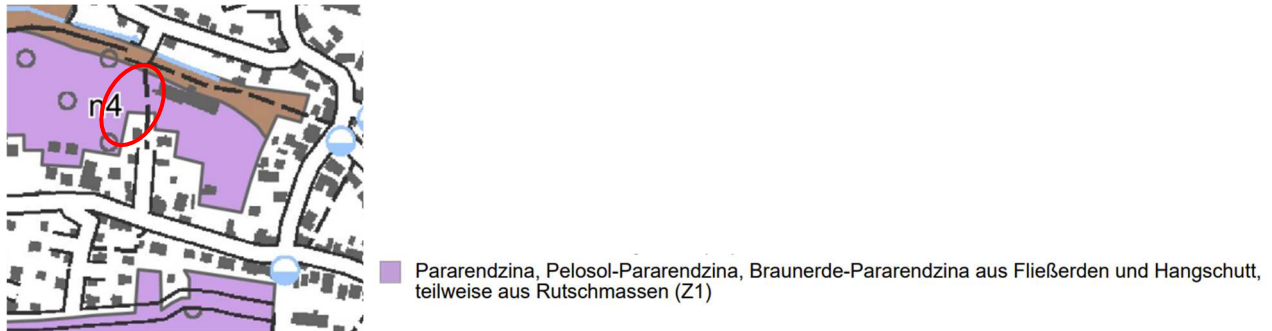 n4
Pararendzina, Pelosol-Pararendzina, Braunerde-Pararendzina aus Fließerden und Hangschutt,
teilweise aus Rutschmassen (Z1)